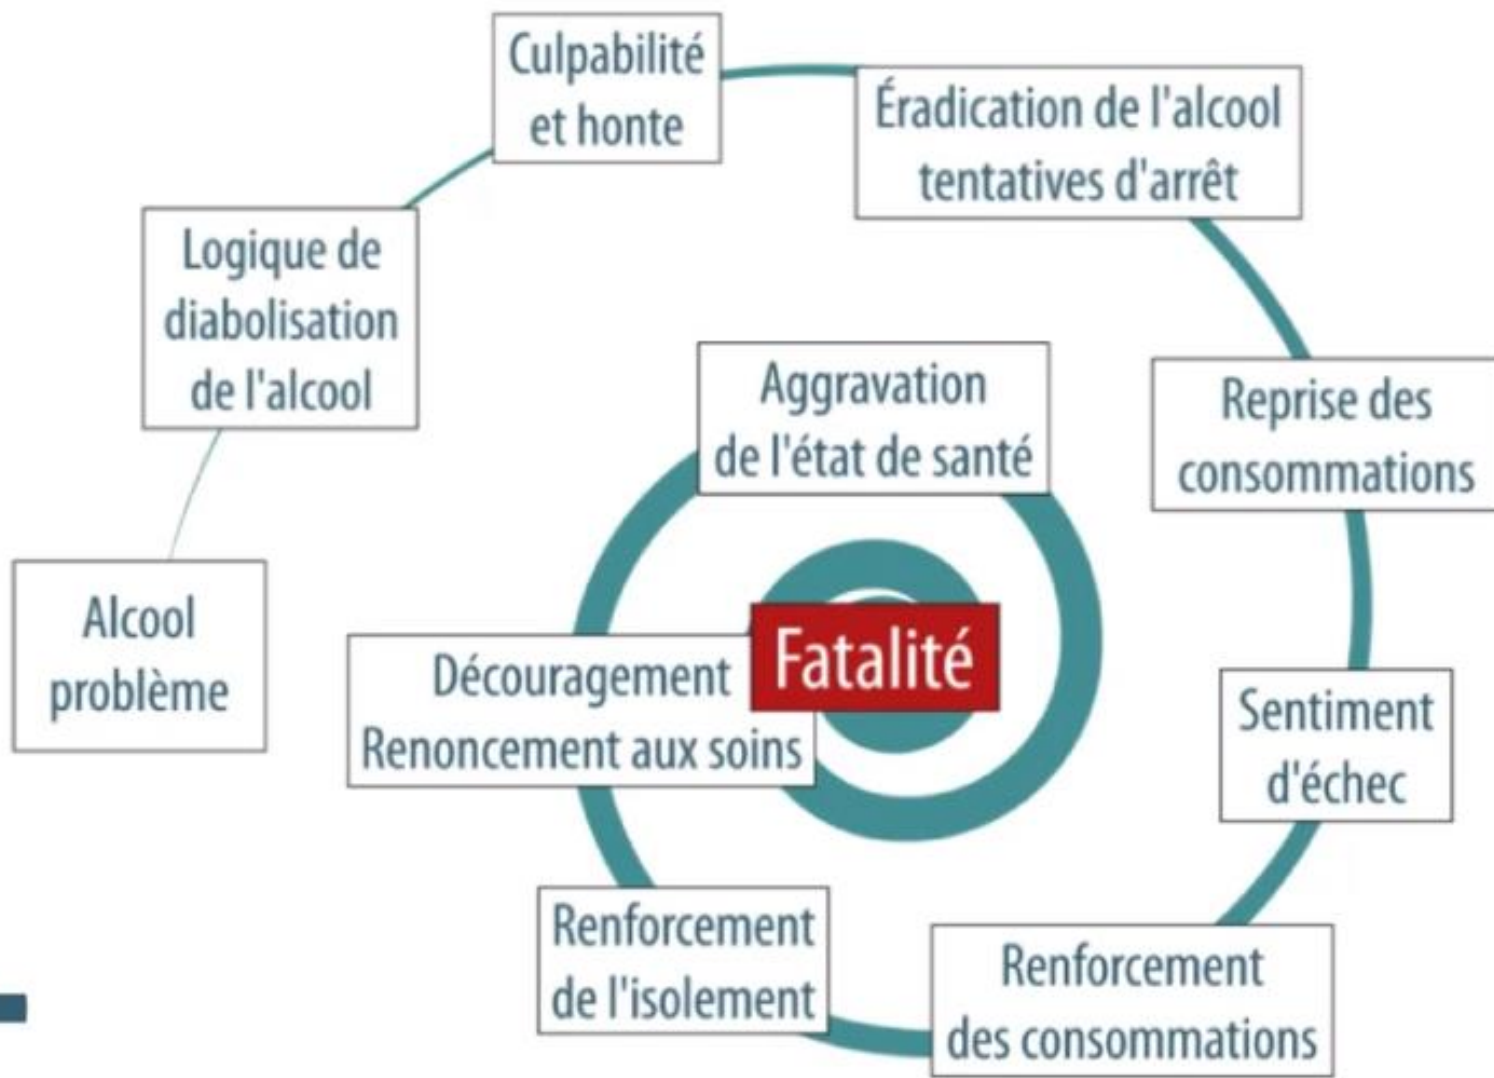 Alcool
problème
Logique de
diabolisation
de l'alcool
Culpabilité
et honte
Éradication de l'alcool
tentatives d'arrêt
Reprise des
consommations
Sentiment
d'échec
Renforcement
des consommations
Renforcement
de l'isolement
Découragement
Renoncement aux soins
Aggravation
de l'état de santé
Fatalité